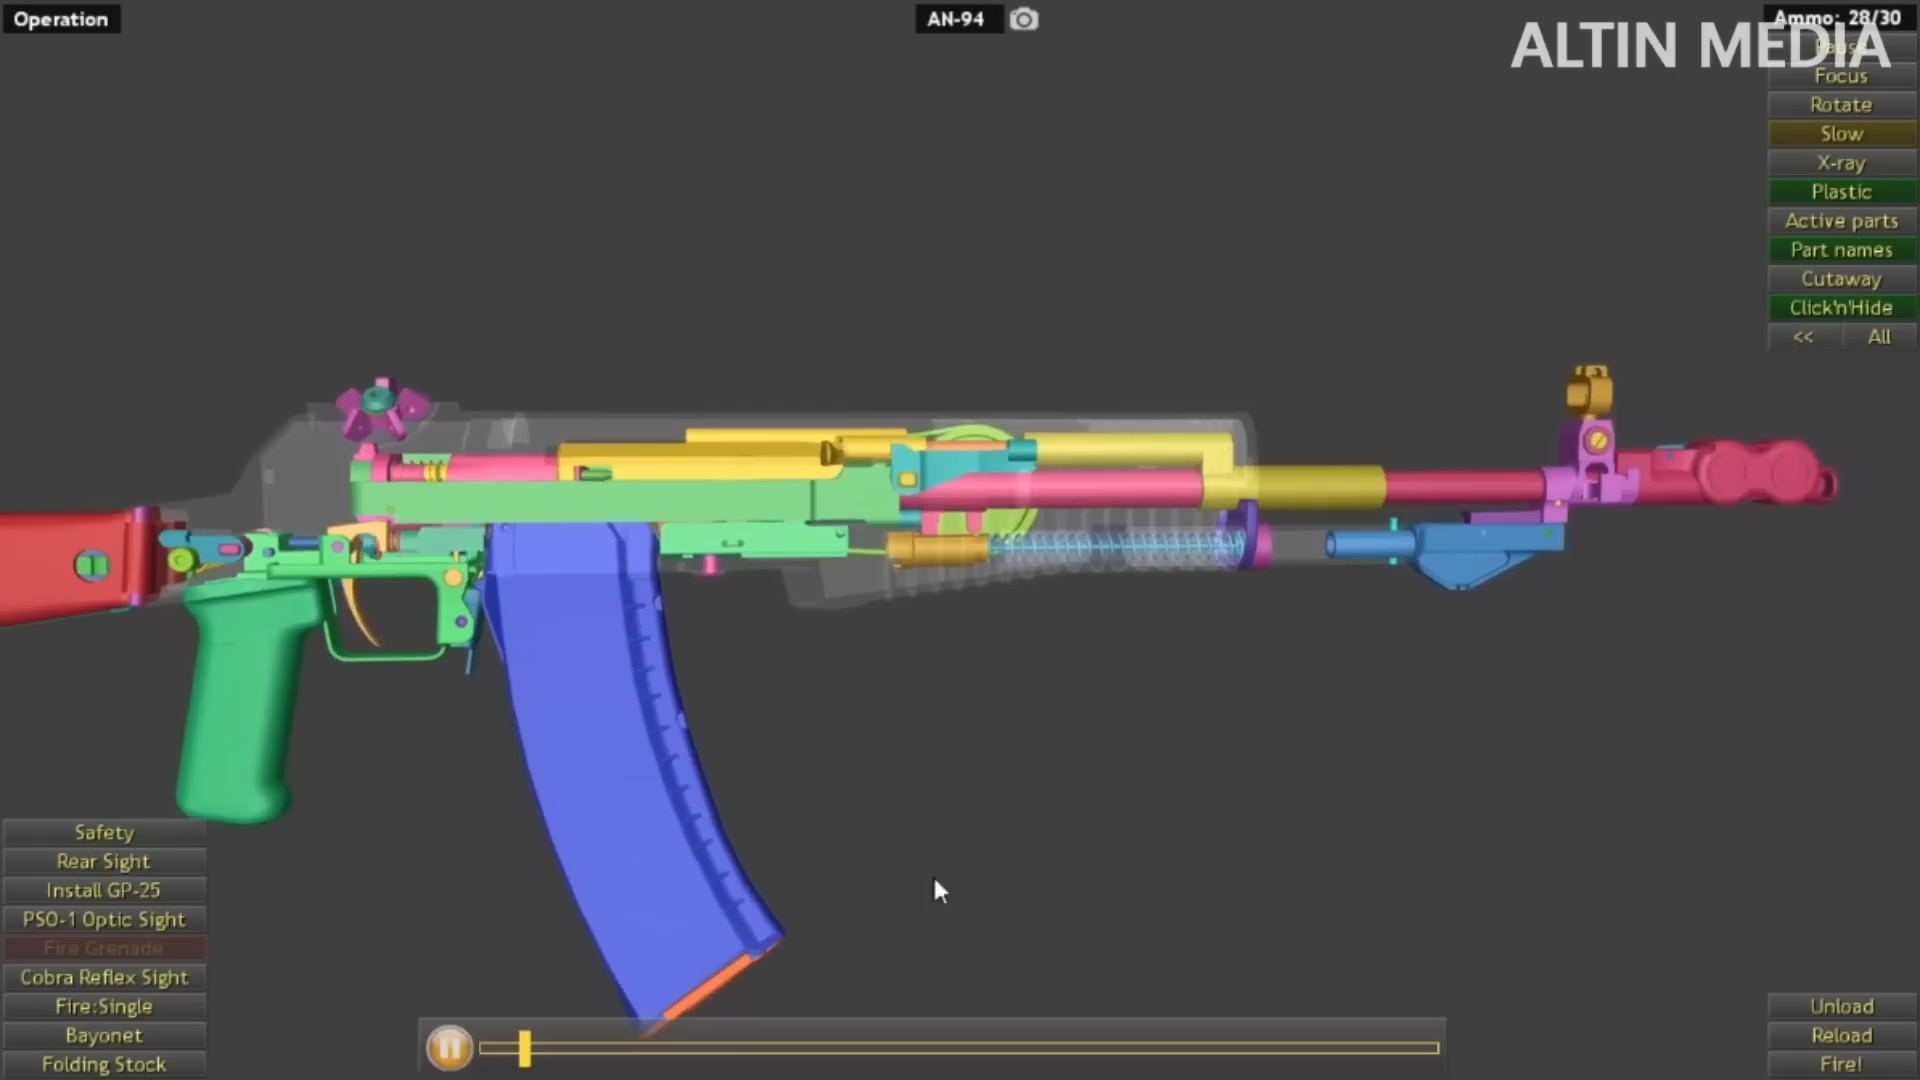 Operation
AN-94
Ammo: 28/30
ALTIN MEDIA
Pause
Focus
Rotate
Slow
X-ray
Plastic
Active parts
Part names
Cutaway
Click'n'Hide
<< All
Safety
Rear Sight
Install GP-25
PSO-1 Optic Sight
Fire Grenade
Cobra Reflex Sight
Fire:Single
Bayonet
Folding Stock
Unload
Reload
Fire!